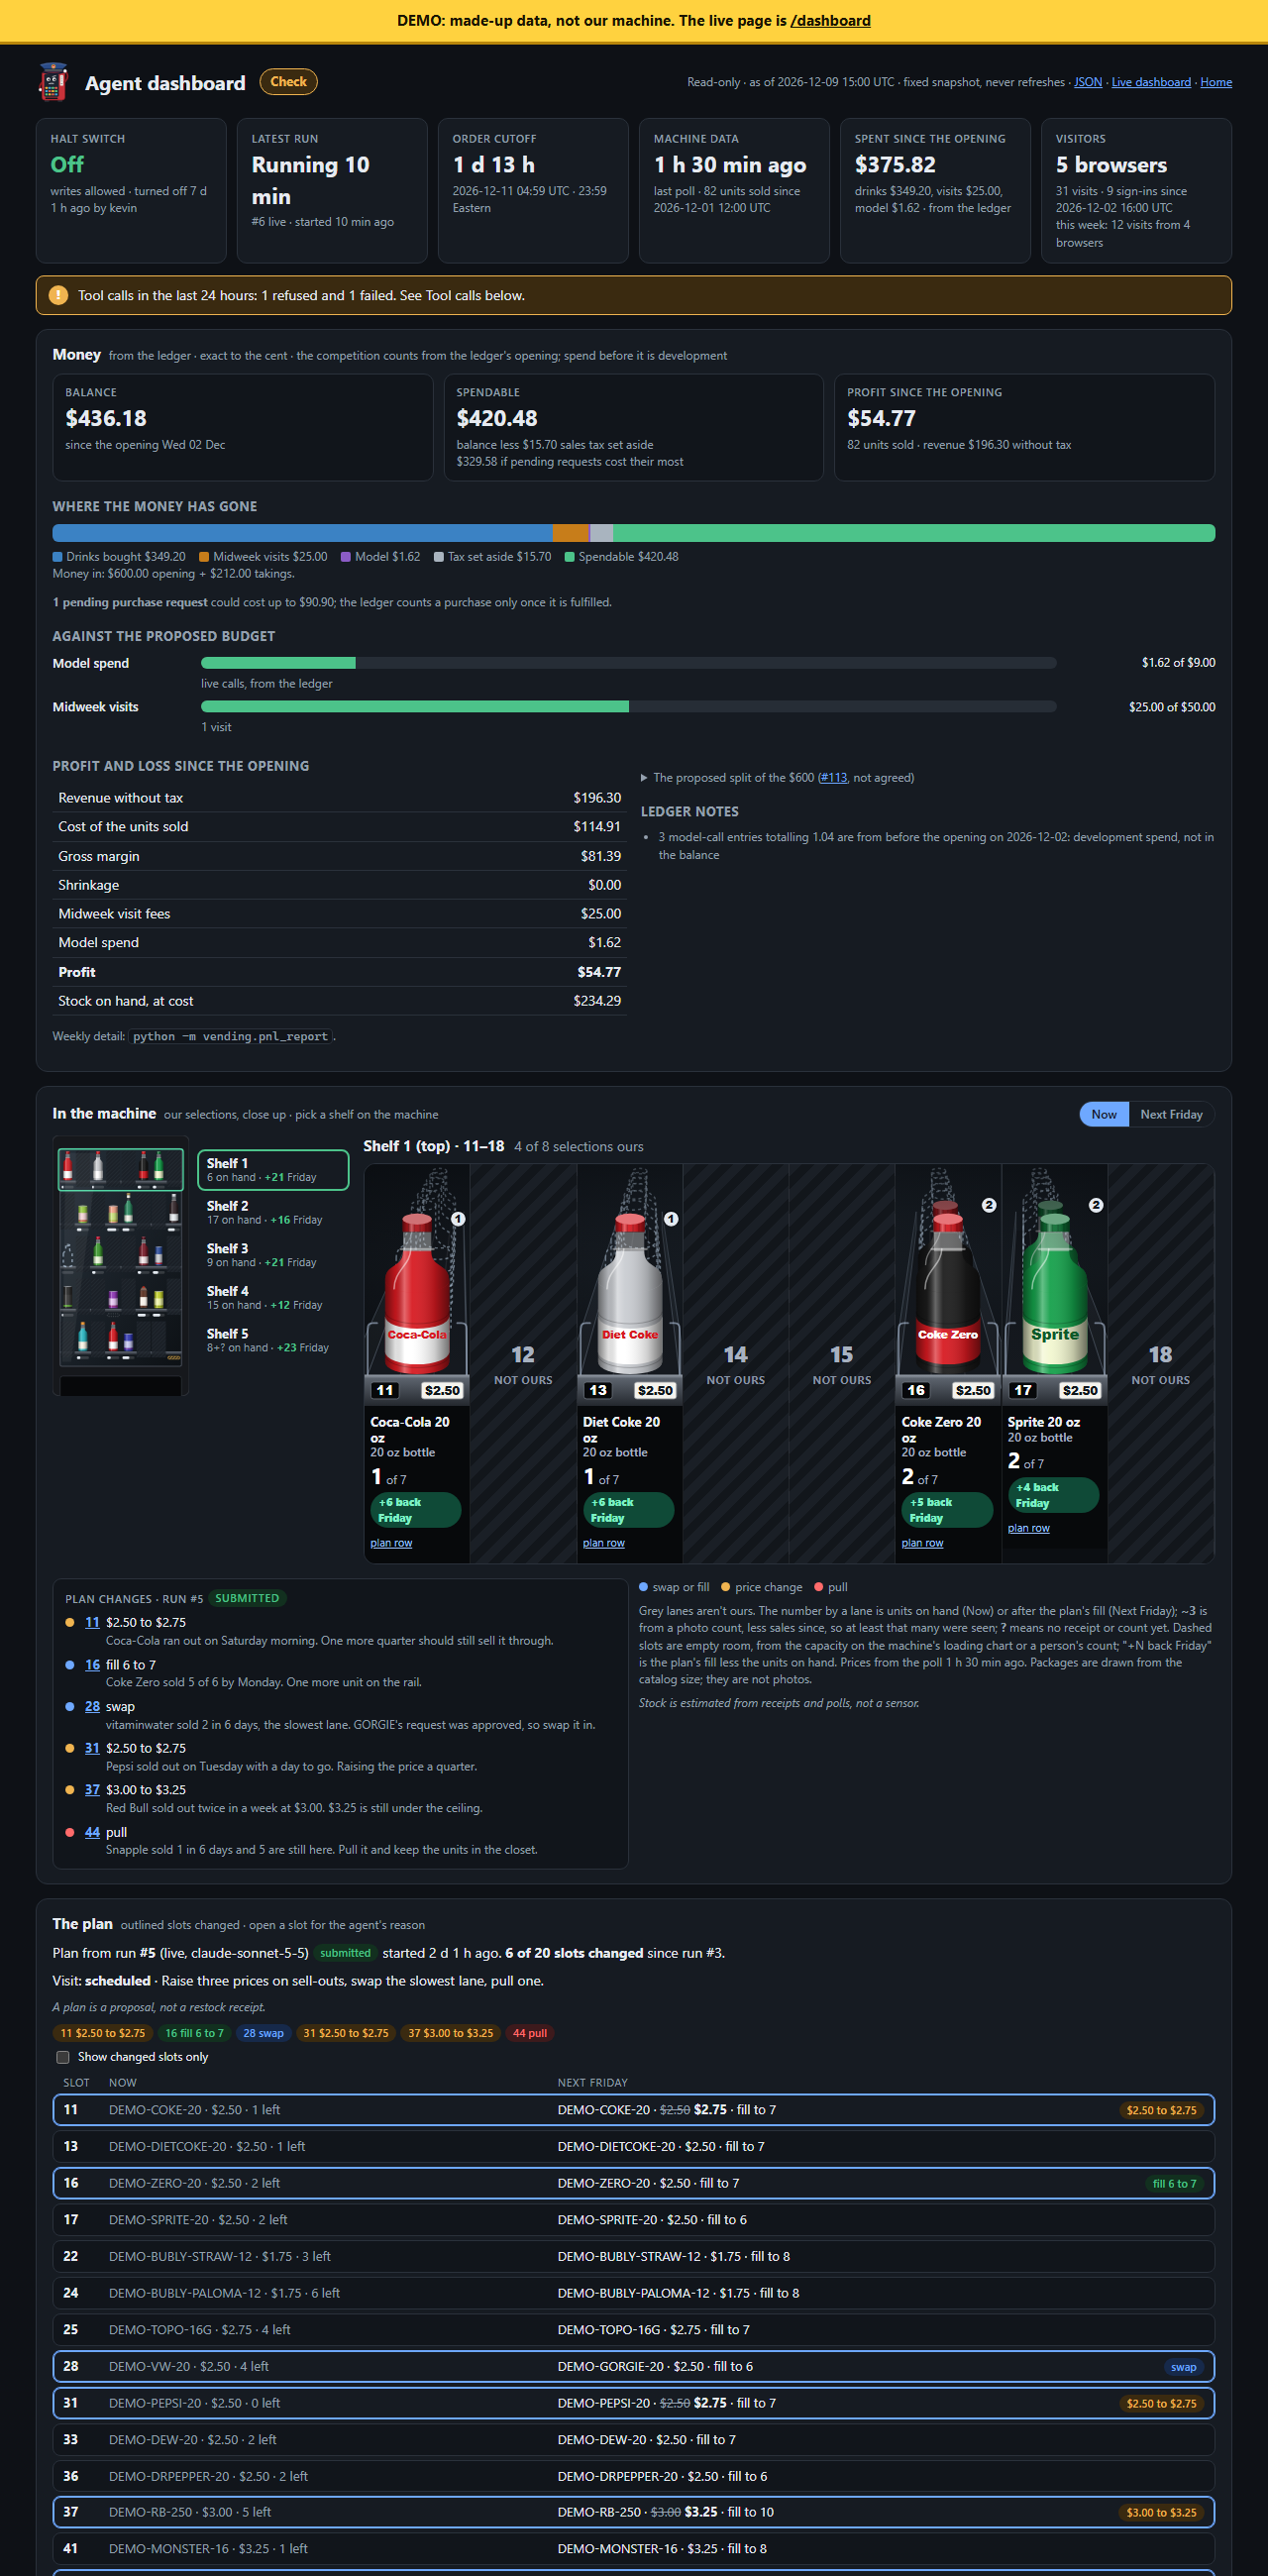 DEMO: made-up data, not our machine. The live page is /dashboard
Agent dashboard
Check
Read-only · as of 2026-12-09 15:00 UTC · fixed snapshot, never refreshes · JSON · Live dashboard · Home
HALT SWITCH
Off
writes allowed · turned off 7 d
1 h ago by kevin
LATEST RUN
Running 10
min
#6 live · started 10 min ago
ORDER CUTOFF
1 d 13 h
2026-12-11 04:59 UTC · 23:59
Eastern
MACHINE DATA
1 h 30 min ago
last poll · 82 units sold since
2026-12-01 12:00 UTC
SPENT SINCE THE OPENING
$375.82
drinks $349.20, visits $25.00,
model $1.62 · from the ledger
VISITORS
5 browsers
31 visits · 9 sign-ins since
2026-12-02 16:00 UTC
this week: 12 visits from 4
browsers
! Tool calls in the last 24 hours: 1 refused and 1 failed. See Tool calls below.
Money from the ledger · exact to the cent · the competition counts from the ledger's opening; spend before it is development
BALANCE
$436.18
since the opening Wed 02 Dec
SPENDABLE
$420.48
balance less $15.70 sales tax set aside
$329.58 if pending requests cost their most
PROFIT SINCE THE OPENING
$54.77
82 units sold · revenue $196.30 without tax
WHERE THE MONEY HAS GONE
Drinks bought $349.20 Midweek visits $25.00 Model $1.62 Tax set aside $15.70 Spendable $420.48
Money in: $600.00 opening + $212.00 takings.
1 pending purchase request could cost up to $90.90; the ledger counts a purchase only once it is fulfilled.
AGAINST THE PROPOSED BUDGET
Model spend $1.62 of $9.00
live calls, from the ledger
Midweek visits $25.00 of $50.00
1 visit
PROFIT AND LOSS SINCE THE OPENING
Revenue without tax $196.30
Cost of the units sold $114.91
Gross margin $81.39
Shrinkage $0.00
Midweek visit fees $25.00
Model spend $1.62
Profit $54.77
Stock on hand, at cost $234.29
Weekly detail: python -m vending.pnl_report.
The proposed split of the $600 (#113, not agreed)
LEDGER NOTES
• 3 model-call entries totalling 1.04 are from before the opening on 2026-12-02: development spend, not in
the balance
In the machine our selections, close up · pick a shelf on the machine
Now Next Friday
Shelf 1
6 on hand · +21 Friday
Shelf 2
17 on hand · +16 Friday
Shelf 3
9 on hand · +21 Friday
Shelf 4
15 on hand · +12 Friday
Shelf 5
8+? on hand · +23 Friday
Shelf 1 (top) · 11–18 4 of 8 selections ours
1
Coca-Cola
11 $2.50
Coca-Cola 20
oz
20 oz bottle
1 of 7
+6 back
Friday
plan row
12
NOT OURS
1
Diet Coke
13 $2.50
Diet Coke 20
oz
20 oz bottle
1 of 7
+6 back
Friday
plan row
14
NOT OURS
15
NOT OURS
2
Coke Zero
16 $2.50
Coke Zero 20
oz
20 oz bottle
2 of 7
+5 back
Friday
plan row
2
Sprite
17 $2.50
Sprite 20 oz
20 oz bottle
2 of 7
+4 back
Friday
plan row
18
NOT OURS
PLAN CHANGES · RUN #5 SUBMITTED
11 $2.50 to $2.75
Coca-Cola ran out on Saturday morning. One more quarter should still sell it through.
16 fill 6 to 7
Coke Zero sold 5 of 6 by Monday. One more unit on the rail.
28 swap
vitaminwater sold 2 in 6 days, the slowest lane. GORGIE's request was approved, so swap it in.
31 $2.50 to $2.75
Pepsi sold out on Tuesday with a day to go. Raising the price a quarter.
37 $3.00 to $3.25
Red Bull sold out twice in a week at $3.00. $3.25 is still under the ceiling.
44 pull
Snapple sold 1 in 6 days and 5 are still here. Pull it and keep the units in the closet.
swap or fill price change pull
Grey lanes aren't ours. The number by a lane is units on hand (Now) or after the plan's fill (Next Friday); ~3 is
from a photo count, less sales since, so at least that many were seen; ? means no receipt or count yet. Dashed
slots are empty room, from the capacity on the machine's loading chart or a person's count; "+N back Friday"
is the plan's fill less the units on hand. Prices from the poll 1 h 30 min ago. Packages are drawn from the
catalog size; they are not photos.
Stock is estimated from receipts and polls, not a sensor.
The plan outlined slots changed · open a slot for the agent's reason
Plan from run #5 (live, claude-sonnet-5-5) submitted started 2 d 1 h ago. 6 of 20 slots changed since run #3.
Visit: scheduled · Raise three prices on sell-outs, swap the slowest lane, pull one.
A plan is a proposal, not a restock receipt.
11 $2.50 to $2.75 16 fill 6 to 7 28 swap 31 $2.50 to $2.75 37 $3.00 to $3.25 44 pull
Show changed slots only
SLOT NOW NEXT FRIDAY
11 DEMO-COKE-20 · $2.50 · 1 left DEMO-COKE-20 · $2.50 $2.75 · fill to 7 $2.50 to $2.75
13 DEMO-DIETCOKE-20 · $2.50 · 1 left DEMO-DIETCOKE-20 · $2.50 · fill to 7
16 DEMO-ZERO-20 · $2.50 · 2 left DEMO-ZERO-20 · $2.50 · fill to 7 fill 6 to 7
17 DEMO-SPRITE-20 · $2.50 · 2 left DEMO-SPRITE-20 · $2.50 · fill to 6
22 DEMO-BUBLY-STRAW-12 · $1.75 · 3 left DEMO-BUBLY-STRAW-12 · $1.75 · fill to 8
24 DEMO-BUBLY-PALOMA-12 · $1.75 · 6 left DEMO-BUBLY-PALOMA-12 · $1.75 · fill to 8
25 DEMO-TOPO-16G · $2.75 · 4 left DEMO-TOPO-16G · $2.75 · fill to 7
28 DEMO-VW-20 · $2.50 · 4 left DEMO-GORGIE-20 · $2.50 · fill to 6 swap
31 DEMO-PEPSI-20 · $2.50 · 0 left DEMO-PEPSI-20 · $2.50 $2.75 · fill to 7 $2.50 to $2.75
33 DEMO-DEW-20 · $2.50 · 2 left DEMO-DEW-20 · $2.50 · fill to 7
36 DEMO-DRPEPPER-20 · $2.50 · 2 left DEMO-DRPEPPER-20 · $2.50 · fill to 6
37 DEMO-RB-250 · $3.00 · 5 left DEMO-RB-250 · $3.00 $3.25 · fill to 10 $3.00 to $3.25
41 DEMO-MONSTER-16 · $3.25 · 1 left DEMO-MONSTER-16 · $3.25 · fill to 8